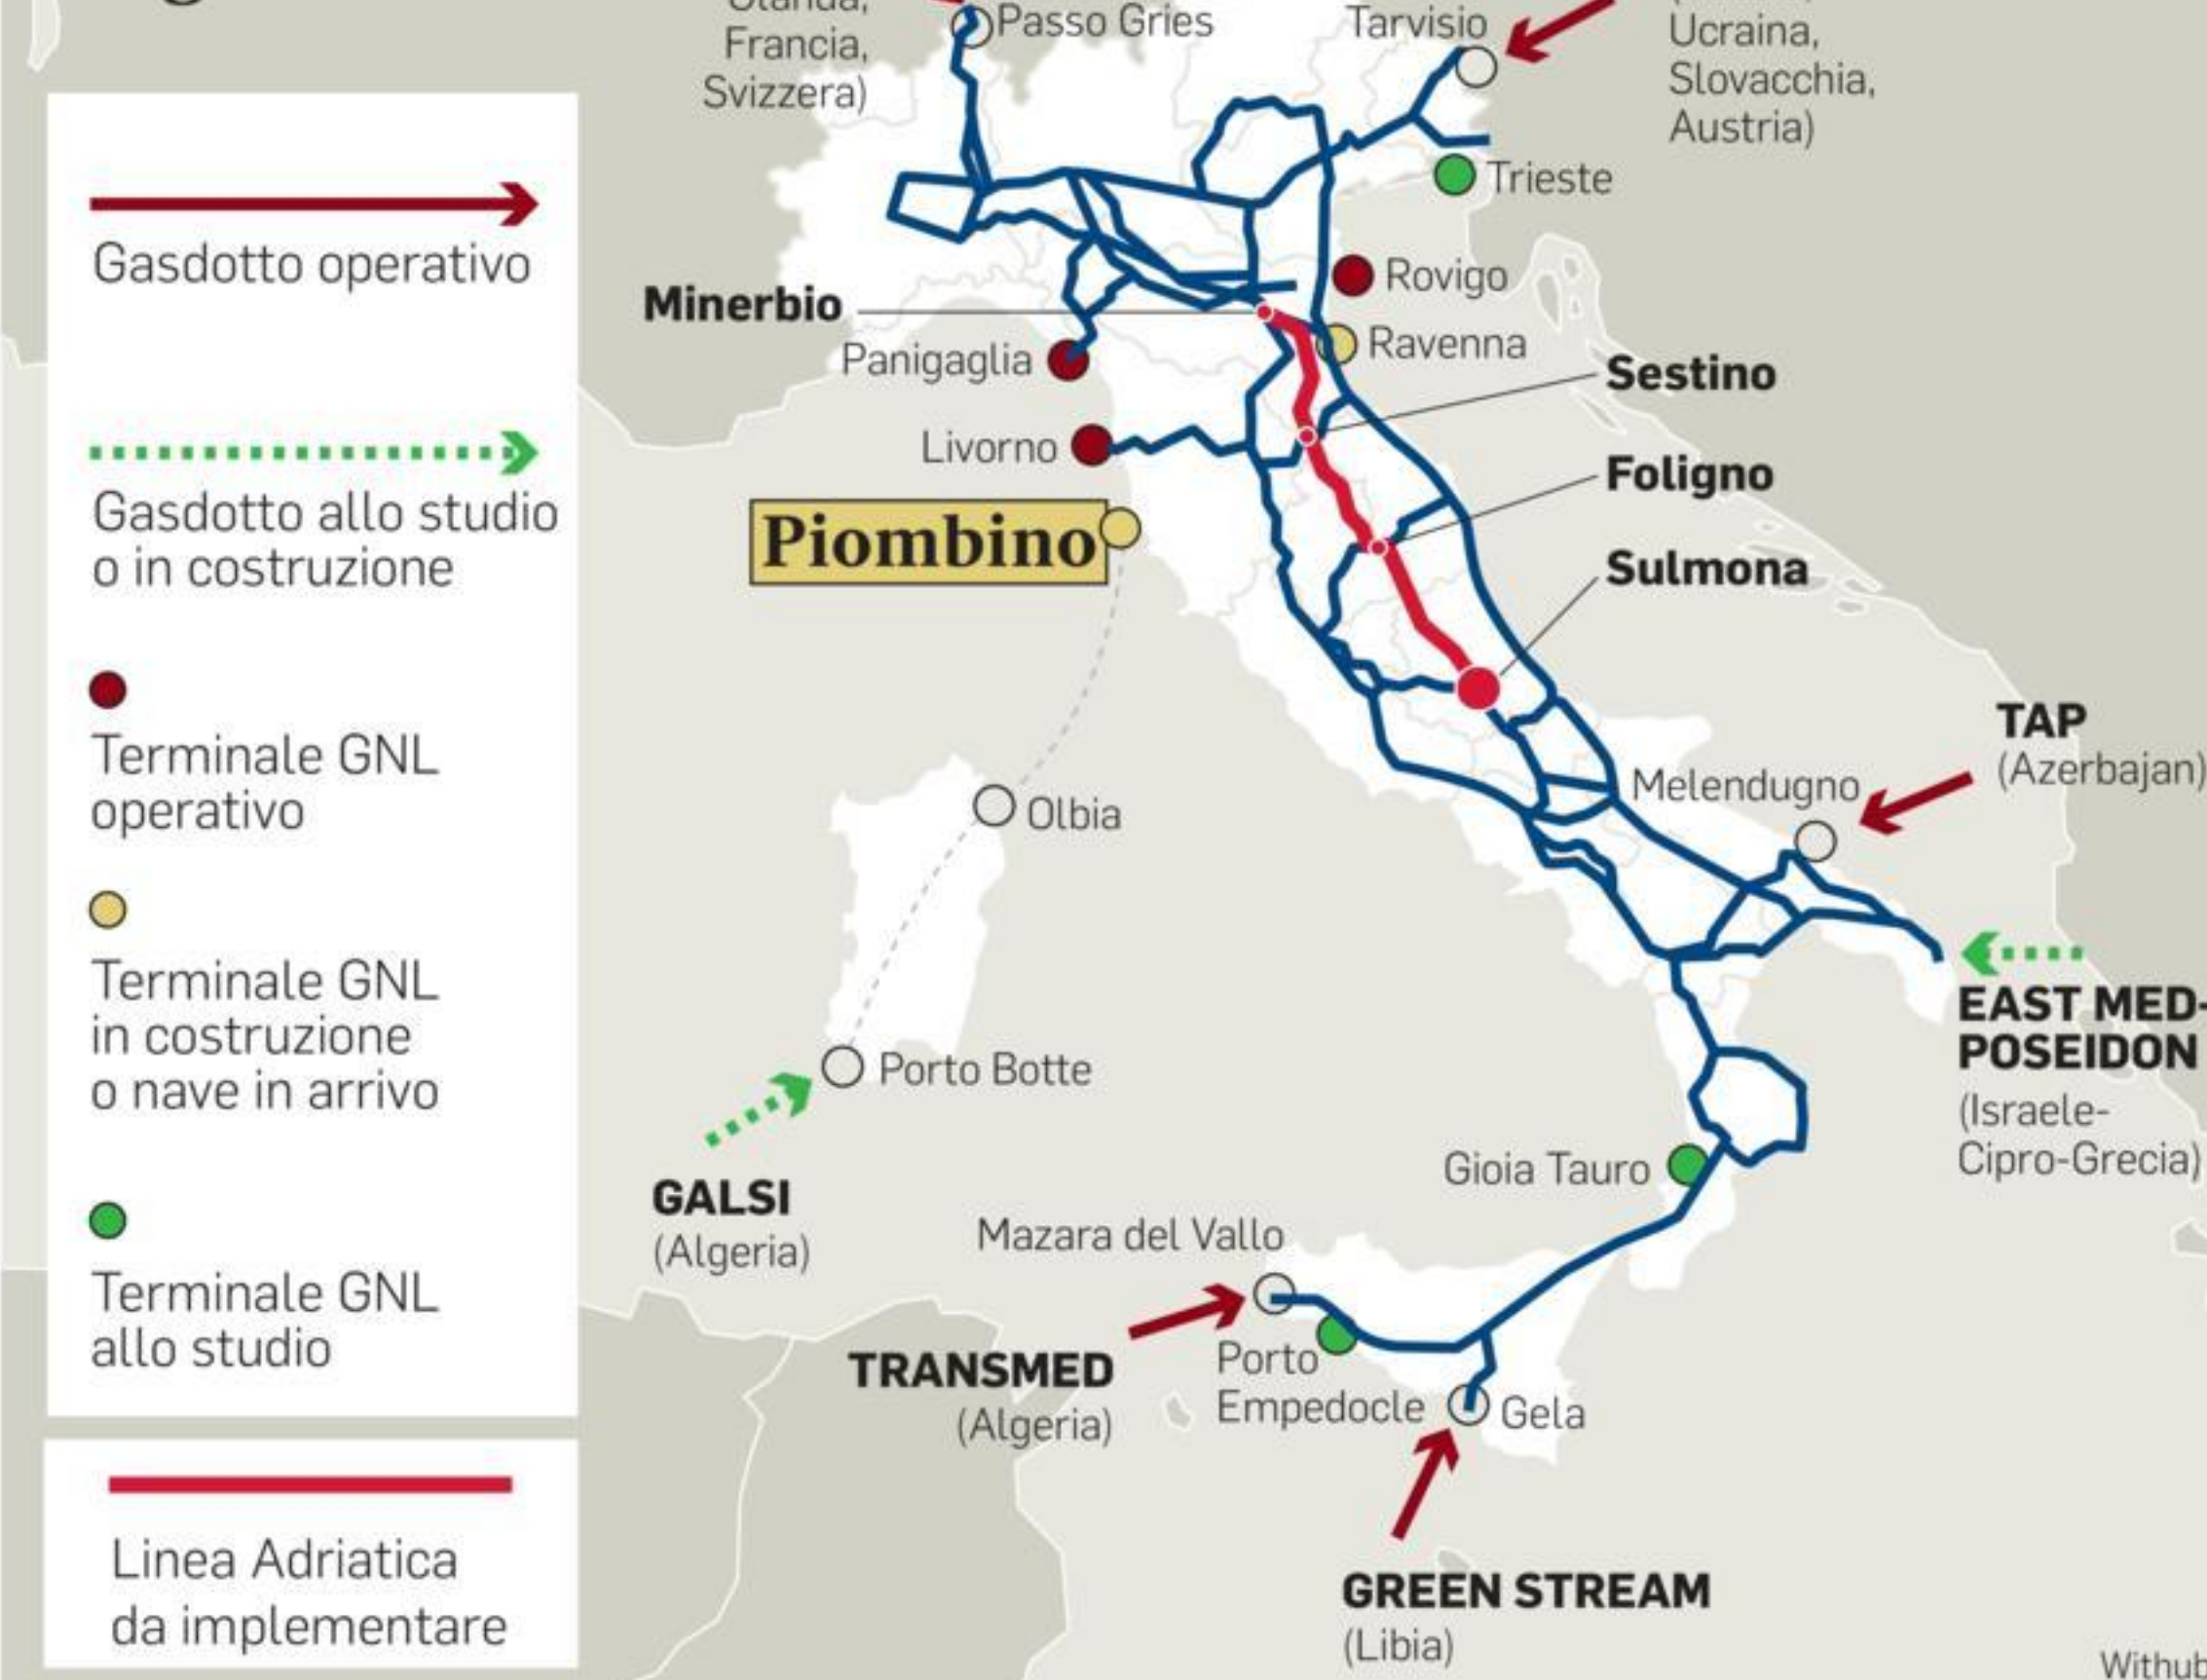 Olanda,
Francia,
Svizzera)
Passo Gries
Tarvisio
Ucraina,
Slovacchia,
Austria)
Trieste
Rovigo
Ravenna
Minerbio
Panigaglia
Livorno
Piombino
Sestino
Foligno
Sulmona
TAP
(Azerbajan)
Melendugno
Olbia
Porto Botte
GALSI
(Algeria)
EAST MED-
POSEIDON
(Israele-
Cipro-Grecia)
Gioia Tauro
Mazara del Vallo
TRANSMED
(Algeria)
Porto
Empedocle
Gela
GREEN STREAM
(Libia)
Gasdotto operativo
Gasdotto allo studio
o in costruzione
Terminale GNL
operativo
Terminale GNL
in costruzione
o nave in arrivo
Terminale GNL
allo studio
Linea Adriatica
da implementare
Withub